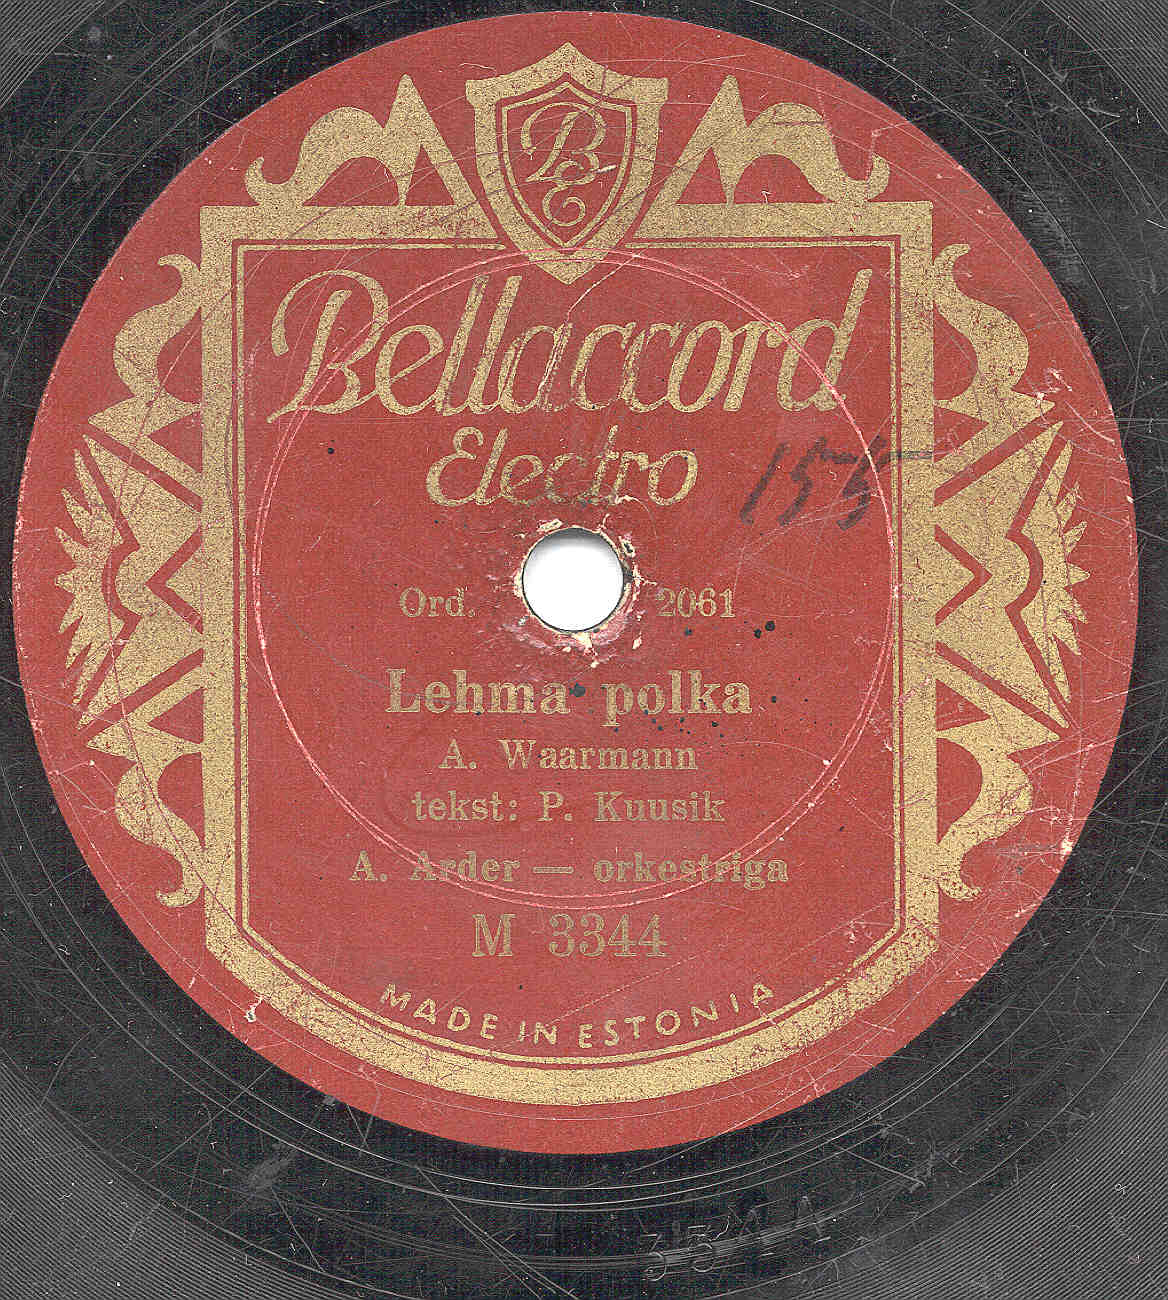 BE
Bellaccord
Electro
155
Ord. 2061
Lehma polka
A. Waarmann
tekst: P. Kuusik
A. Arder — orkestriga
M 3344
MADE IN ESTONIA